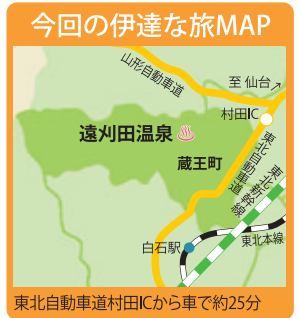 今回の伊達な旅MAP
山形自動車道
至 仙台
村田IC
遠刈田温泉
蔵王町
東北自動車道
東北新幹線
白石駅
東北本線
東北自動車道村田ICから車で約25分